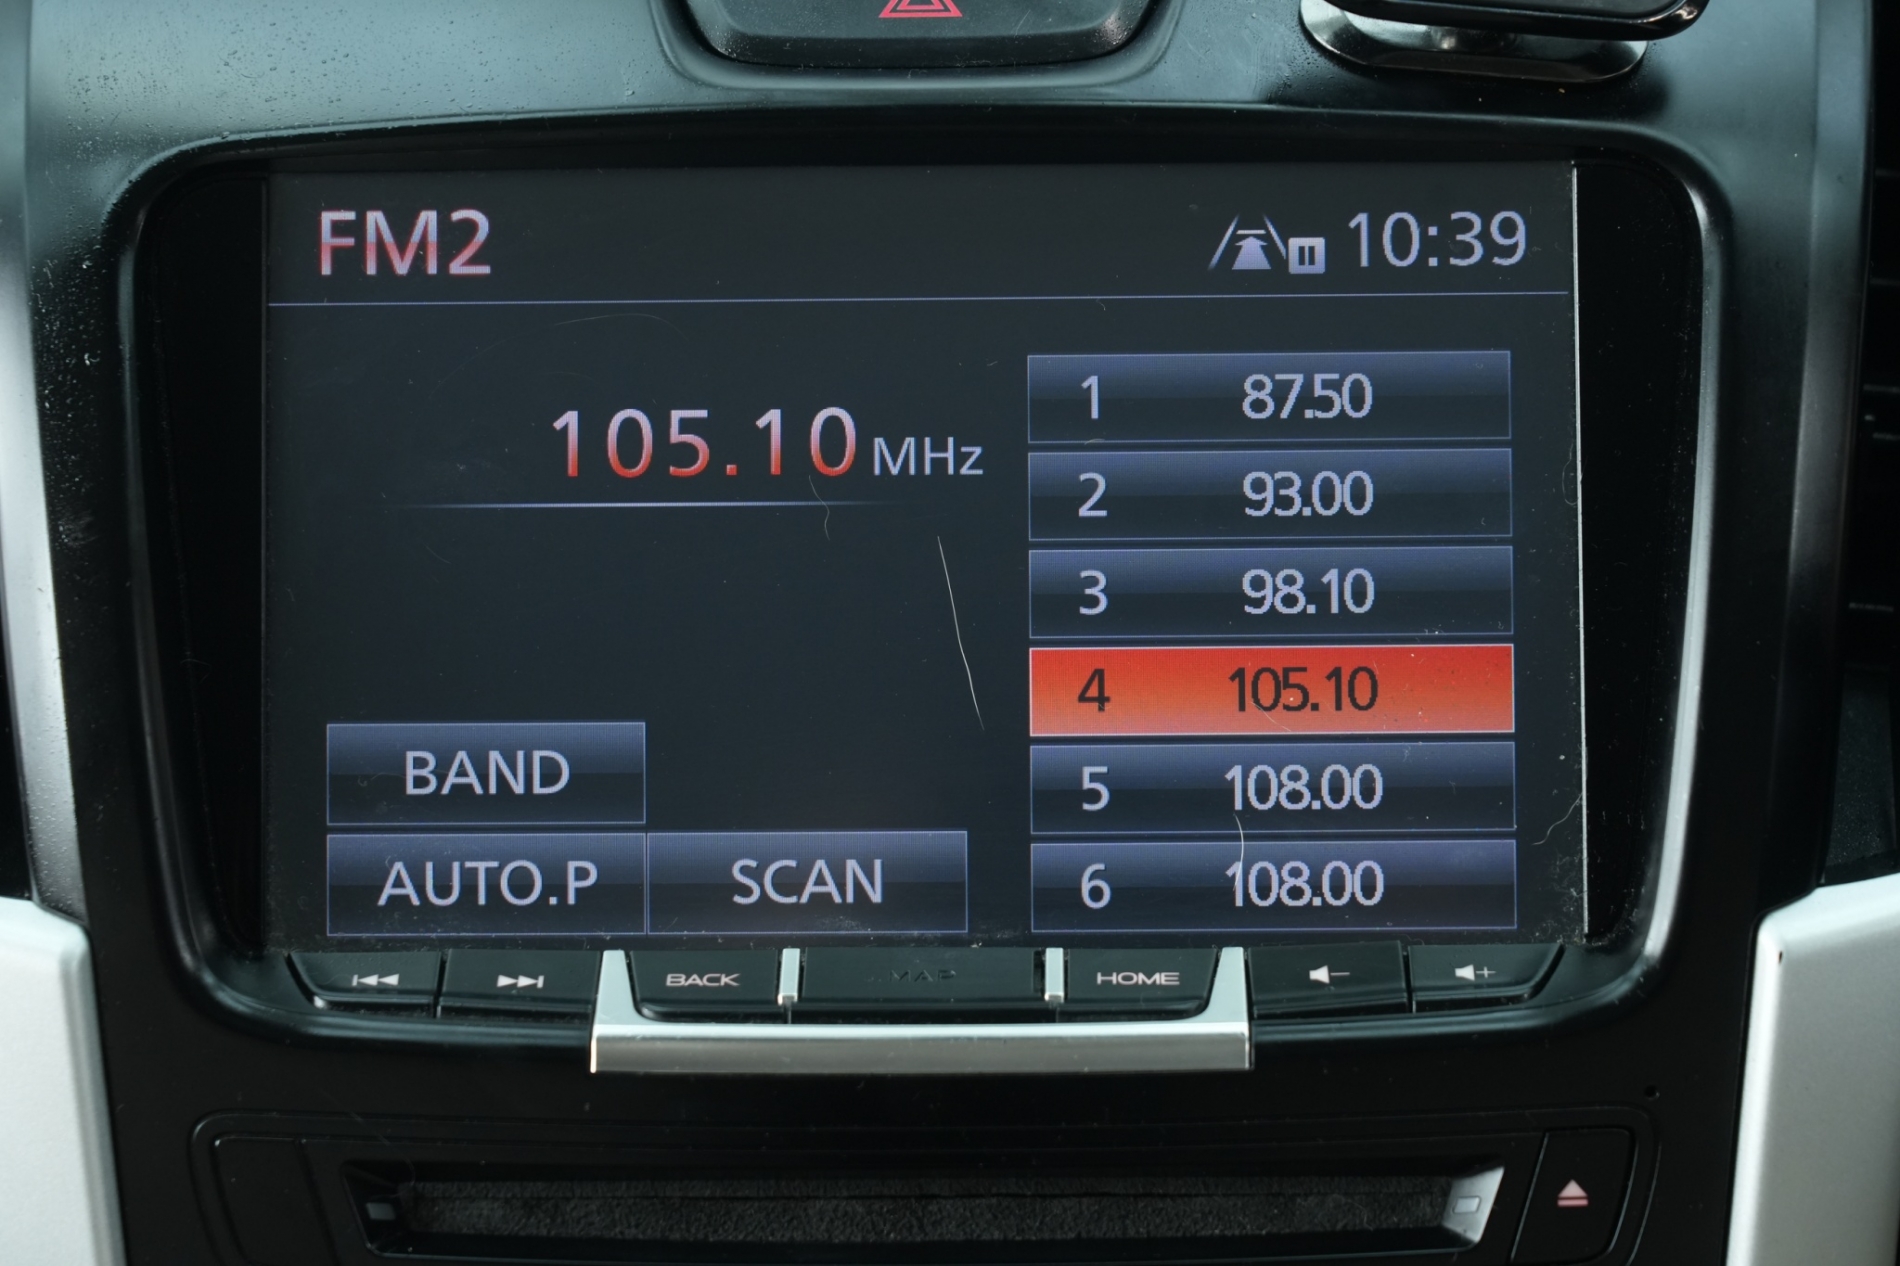 FM2
10:39
105.10 MHz
1 87.50
2 93.00
3 98.10
4 105.10
5 108.00
6 108.00
BAND
AUTO.P SCAN
BACK MAP HOME